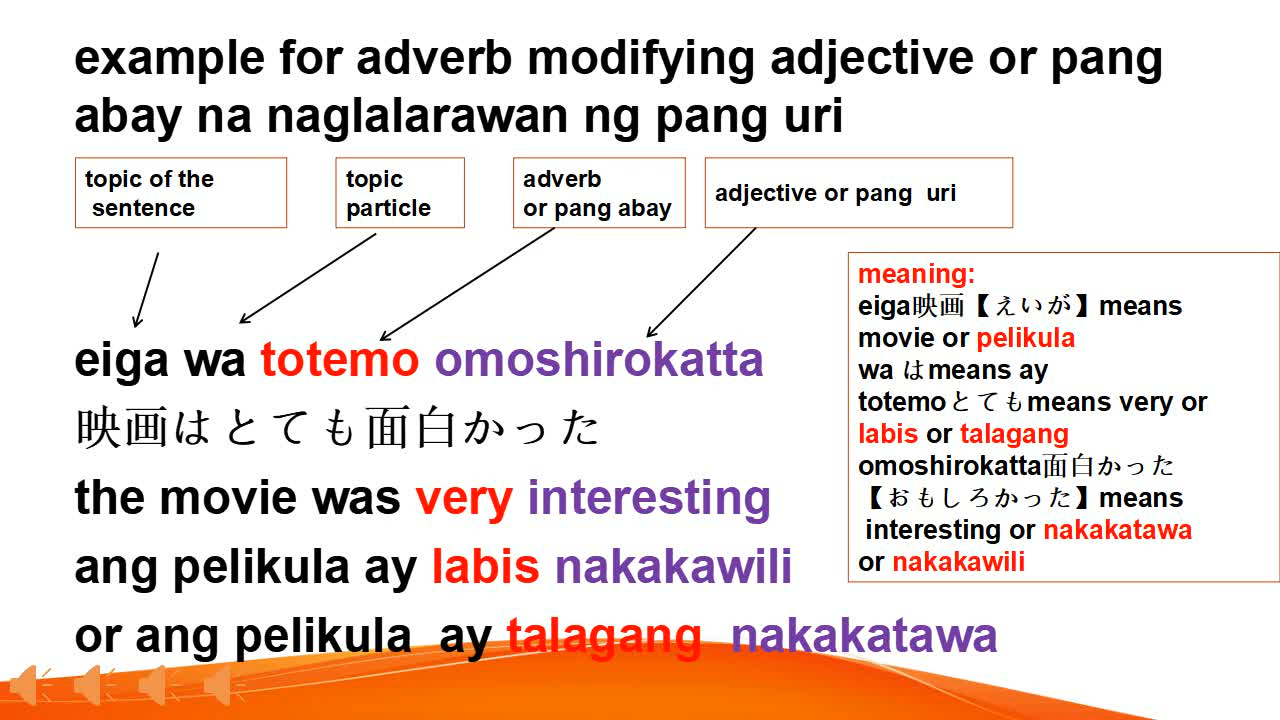 example for adverb modifying adjective or pang
abay na naglalarawan ng pang uri
topic of the
sentence
topic
particle
adverb
or pang abay
adjective or pang uri
eiga wa totemo omoshirokatta
映画はとても面白かった
the movie was very interesting
ang pelikula ay labis nakakawili
or ang pelikula ay talagang nakakatawa
meaning:
eiga映画【えいが】means
movie or pelikula
wa はmeans ay
totemoとてもmeans very or
labis or talagang
omoshirokatta面白かった
【おもしろかった】means
interesting or nakakatawa
or nakakawili